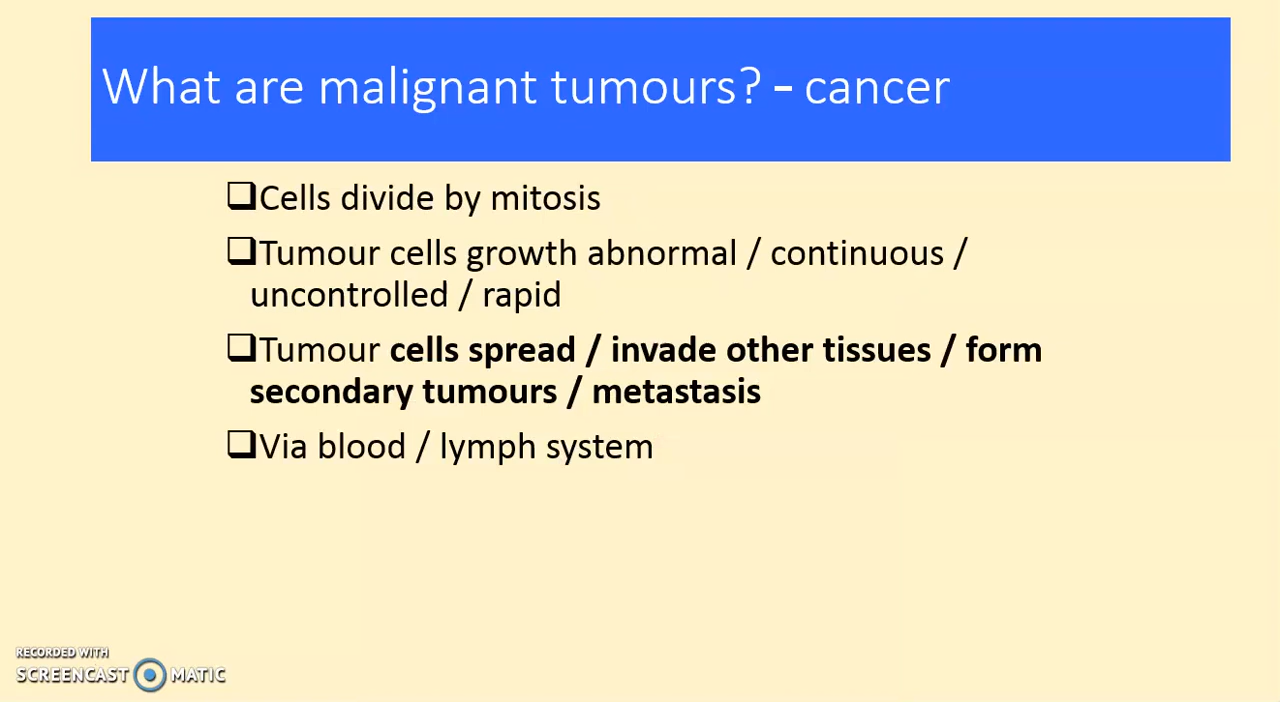 What are malignant tumours? – cancer
❑Cells divide by mitosis
❑Tumour cells growth abnormal / continuous /
uncontrolled / rapid
❑Tumour cells spread / invade other tissues / form
secondary tumours / metastasis
❑Via blood / lymph system
RECORDED WITH
SCREENCAST MATIC